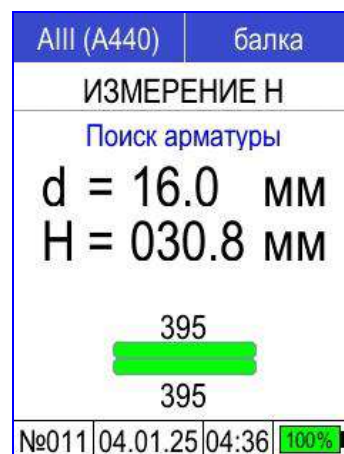 AIII (A440) балка
ИЗМЕРЕНИЕ Н
Поиск арматуры
d = 16.0 мм
H = 030.8 мм
395
395
№011 04.01.25 04:36 100%